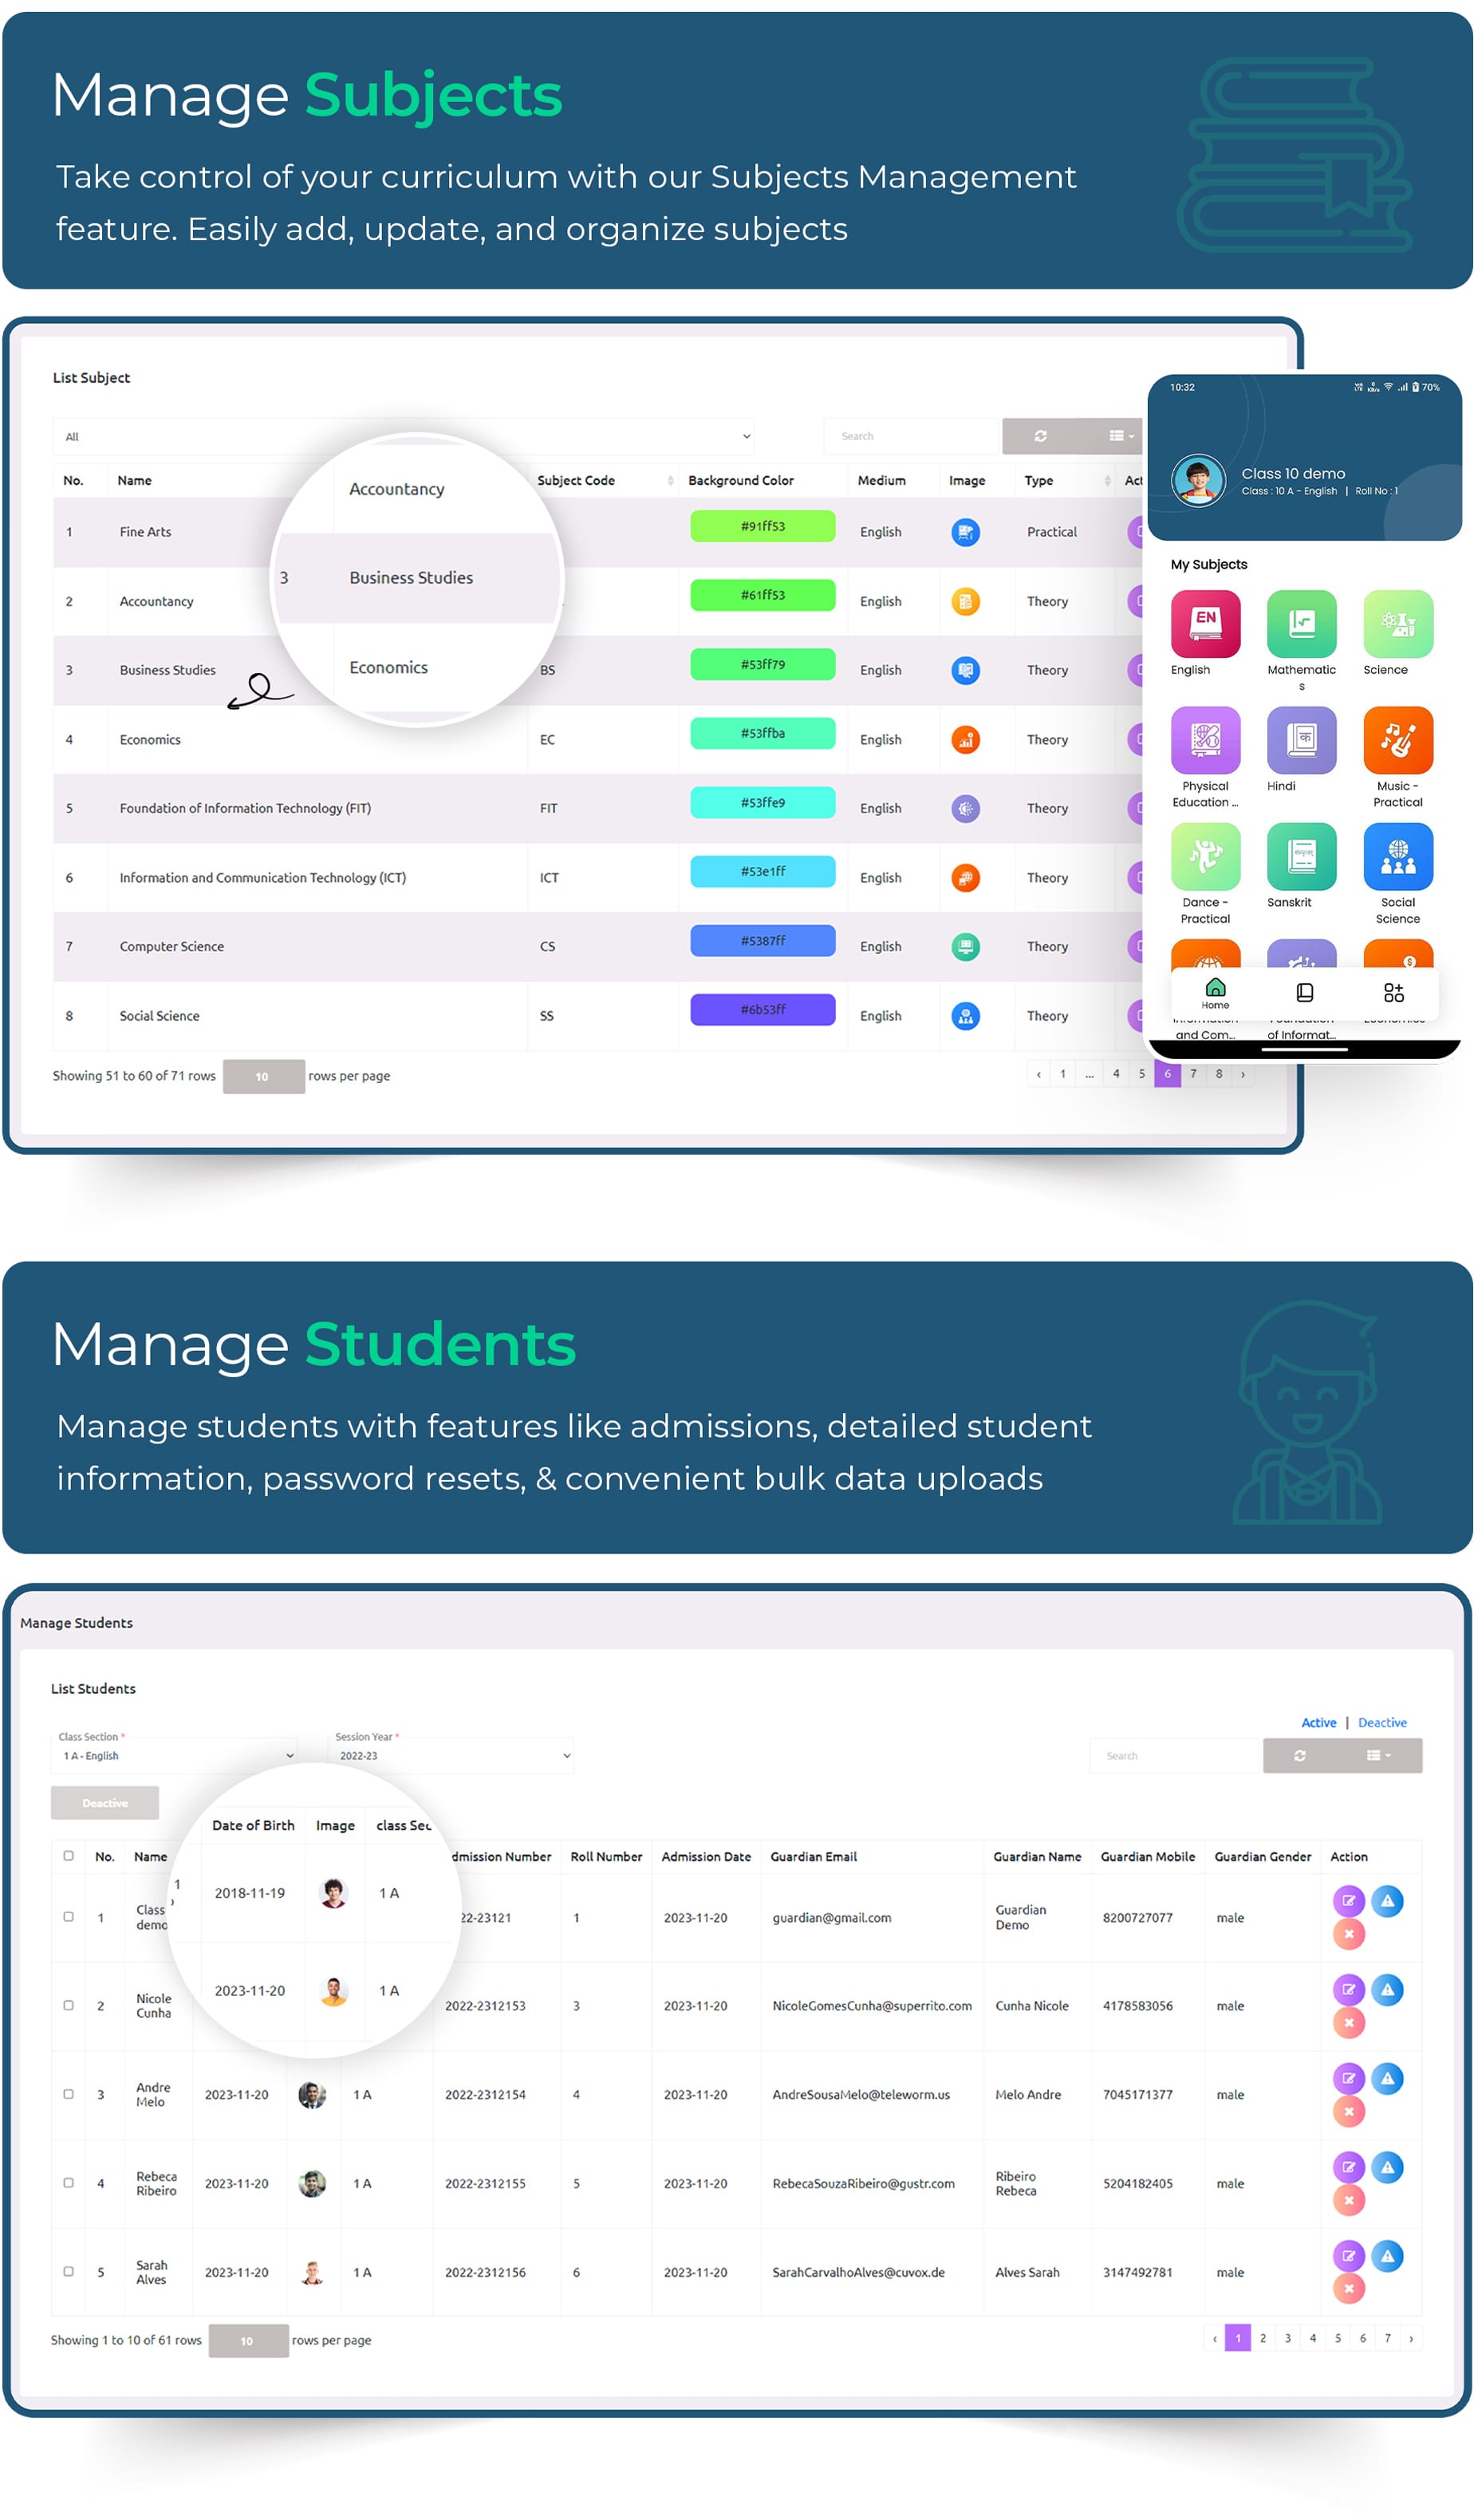 Manage Subjects
Take control of your curriculum with our Subjects Management
feature. Easily add, update, and organize subjects
List Subject
All
Search
No. Name Subject Code Background Color Medium Image Type
1 Fine Arts #91ff53 English Practical
2 Accountancy #61ff53 English Theory
3 Business Studies BS #53ff79 English Theory
4 Economics EC #53ffba English Theory
5 Foundation of Information Technology (FIT) FIT #53ffe9 English Theory
6 Information and Communication Technology (ICT) ICT #53e1ff English Theory
7 Computer Science CS #5387ff English Theory
8 Social Science SS #6b53ff English Theory
Showing 51 to 60 of 71 rows 10 rows per page
‹ 1 ... 4 5 6 7 8 ›
Accountancy
3 Business Studies
Economics
10:32 70%
Class 10 demo
Class : 10 A - English | Roll No : 1
My Subjects
EN
English Mathematic Science
s
क
Physical Hindi Music -
Education ... Practical
Dance - Sanskrit Social
Practical Science
Home
and Com... of Informat...
Manage Students
Manage students with features like admissions, detailed student
information, password resets, & convenient bulk data uploads
Manage Students
List Students
Active | Deactive
Class Section * Session Year *
1 A - English 2022-23 Search
Deactive
Date of Birth Image class Sec
1
2018-11-19 1 A
2023-11-20 1 A
No. Name dmission Number Roll Number Admission Date Guardian Email Guardian Name Guardian Mobile Guardian Gender Action
1 Class demo 22-23121 1 2023-11-20 guardian@gmail.com Guardian Demo 8200727077 male
2 Nicole Cunha 2022-2312153 3 2023-11-20 NicoleGomesCunha@superrito.com Cunha Nicole 4178583056 male
3 Andre Melo 2023-11-20 1 A 2022-2312154 4 2023-11-20 AndreSousaMelo@teleworm.us Melo Andre 7045171377 male
4 Rebeca Ribeiro 2023-11-20 1 A 2022-2312155 5 2023-11-20 RebecaSouzaRibeiro@gustr.com Ribeiro Rebeca 5204182405 male
5 Sarah Alves 2023-11-20 1 A 2022-2312156 6 2023-11-20 SarahCarvalhoAlves@cuvox.de Alves Sarah 3147492781 male
Showing 1 to 10 of 61 rows 10 rows per page
‹ 1 2 3 4 5 6 7 ›